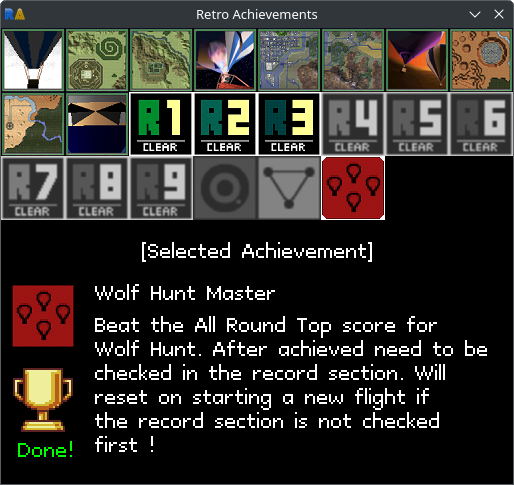 RA Retro Achievements
R1 R2 R3 R4 R5 R6
CLEAR CLEAR CLEAR CLEAR CLEAR CLEAR
R7 R8 R9
CLEAR CLEAR CLEAR
[Selected Achievement]
Wolf Hunt Master
Beat the All Round Top score for
Wolf Hunt. After achieved need to be
checked in the record section. Will
reset on starting a new flight if
the record section is not checked
first !
Done!